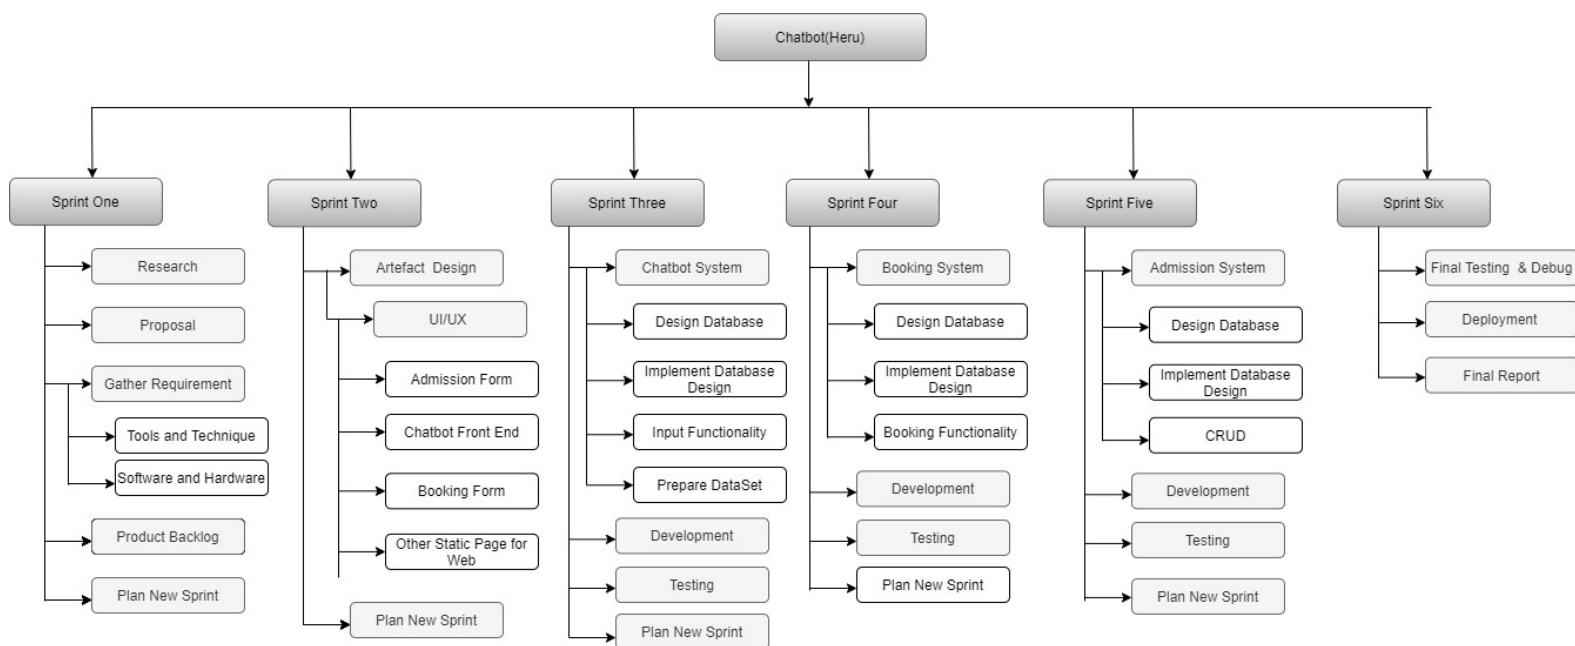 Chatbot(Heru)
Sprint One
Research
Proposal
Gather Requirement
Tools and Technique
Software and Hardware
Product Backlog
Plan New Sprint
Sprint Two
Artefact Design
UI/UX
Admission Form
Chatbot Front End
Booking Form
Other Static Page for
Web
Plan New Sprint
Sprint Three
Chatbot System
Design Database
Implement Database
Design
Input Functionality
Prepare DataSet
Development
Testing
Plan New Sprint
Sprint Four
Booking System
Design Database
Implement Database
Design
Booking Functionality
Development
Testing
Plan New Sprint
Sprint Five
Admission System
Design Database
Implement Database
Design
CRUD
Development
Testing
Plan New Sprint
Sprint Six
Final Testing & Debug
Deployment
Final Report